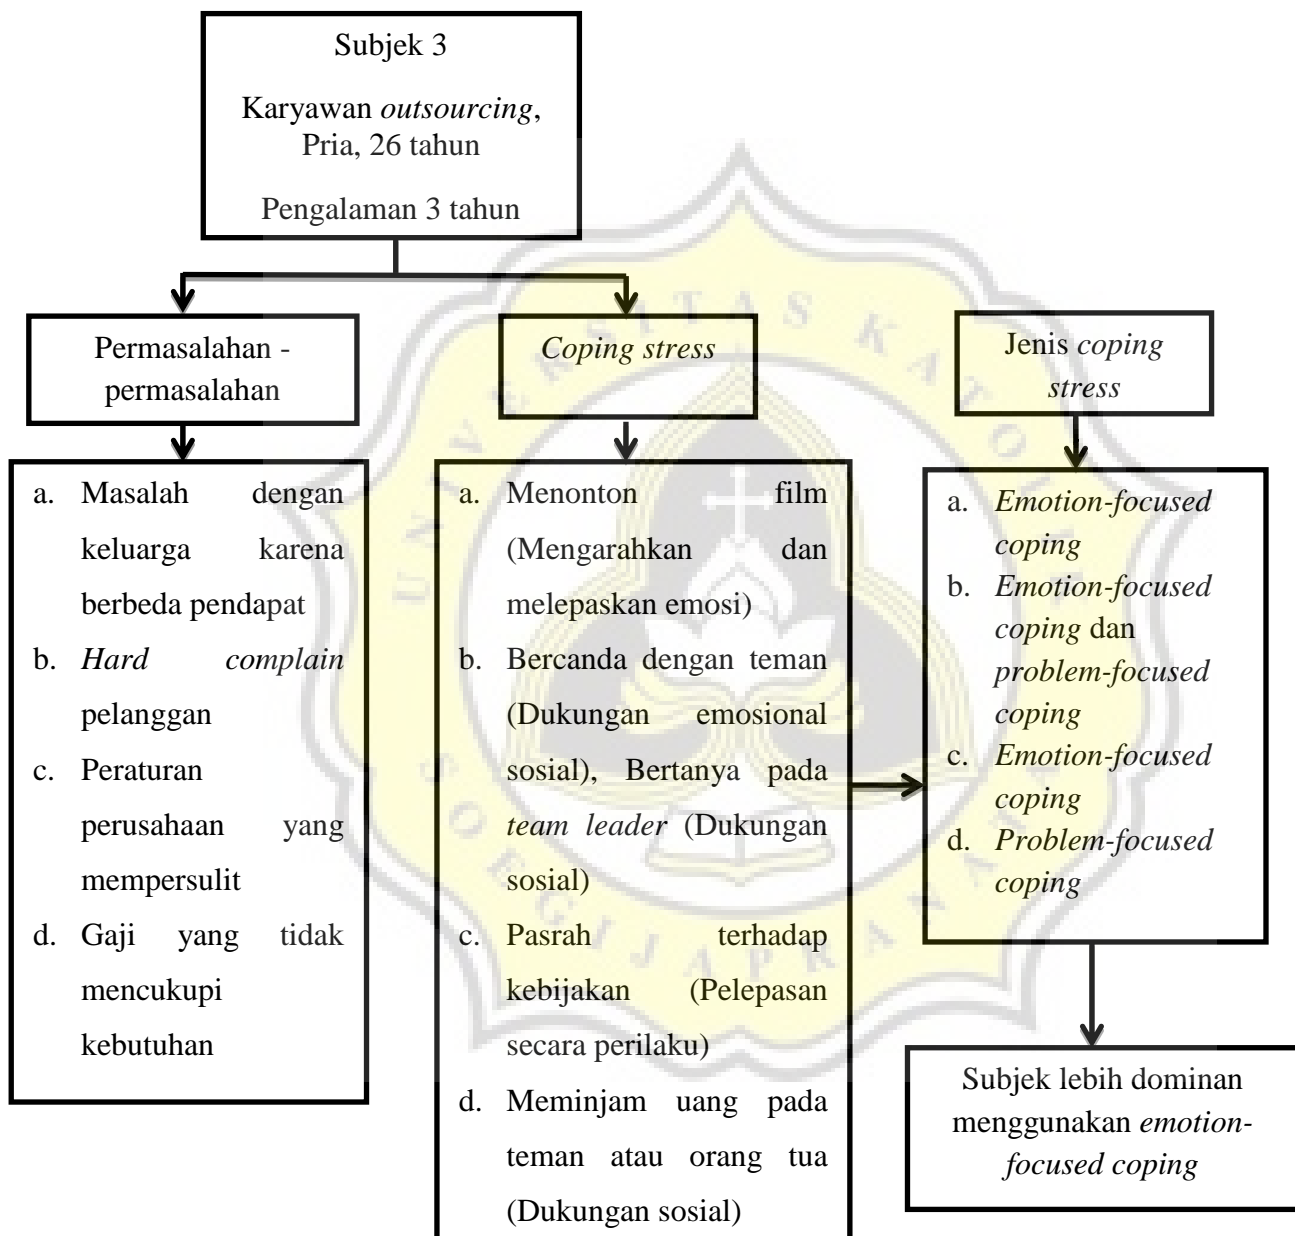 Subjek 3
Karyawan outsourcing,
Pria, 26 tahun
Pengalaman 3 tahun
Permasalahan -
permasalahan
Coping stress
Jenis coping
stress
a. Masalah dengan
keluarga karena
berbeda pendapat
b. Hard complain
pelanggan
c. Peraturan
perusahaan yang
mempersulit
d. Gaji yang tidak
mencukupi
kebutuhan
a. Menonton film
(Mengarahkan dan
melepaskan emosi)
b. Bercanda dengan teman
(Dukungan emosional
sosial), Bertanya pada
team leader (Dukungan
sosial)
c. Pasrah terhadap
kebijakan (Pelepasan
secara perilaku)
d. Meminjam uang pada
teman atau orang tua
(Dukungan sosial)
a. Emotion-focused
coping
b. Emotion-focused
coping dan
problem-focused
coping
c. Emotion-focused
coping
d. Problem-focused
coping
Subjek lebih dominan
menggunakan emotion-
focused coping
UNIVERSITAS KATOLIK
SOEGIJAPRANATA